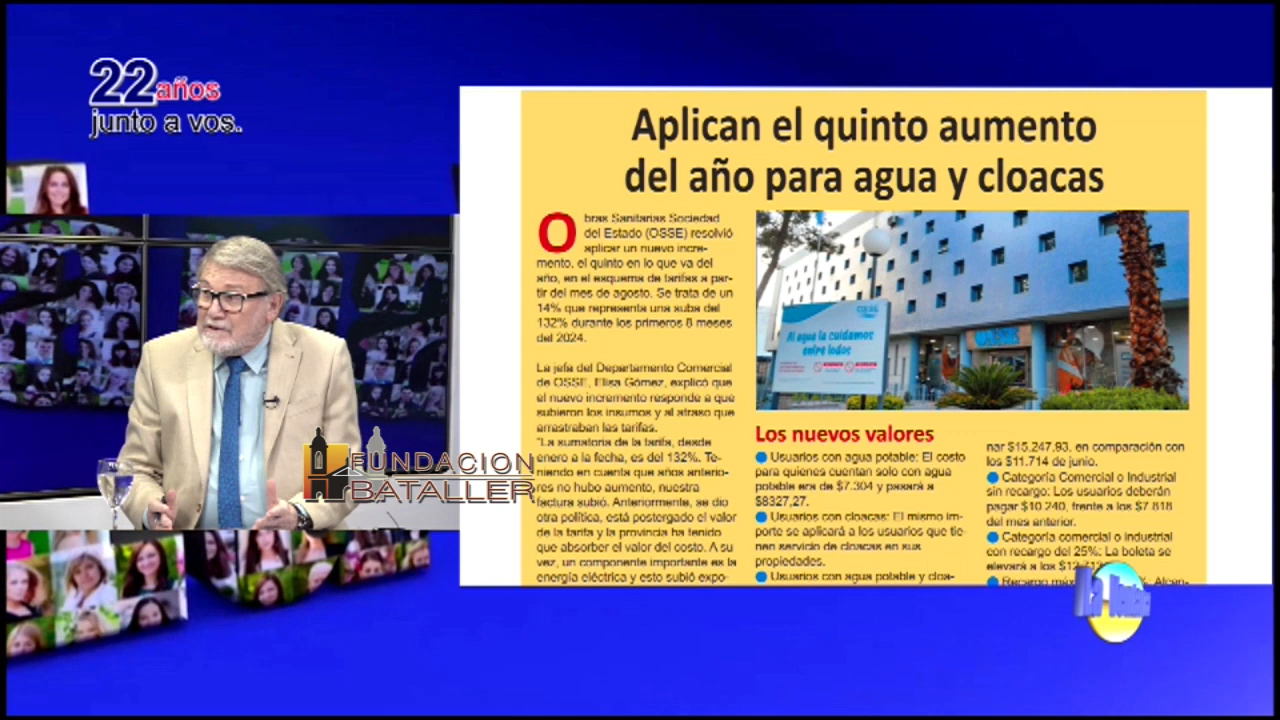 22 años
junto a vos.
Aplican el quinto aumento
del año para agua y cloacas
Obras Sanitarias Sociedad
del Estado (OSSE) resolvió
aplicar un nuevo incre-
mento, el quinto en lo que va del
año, en el esquema de tarifas a par-
tir del mes de agosto. Se trata de un
14% que representa una suba del
132% durante los primeros 8 meses
del 2024.
La jefa del Departamento Comercial
de OSSE, Elisa Gómez, explicó que
el nuevo incremento responde a que
subieron los insumos y al atraso que
arrastraban las tarifas.
"La sumatoria de la tarifa, desde
enero a la fecha, es del 132%. Te-
niendo en cuenta que años anterio-
res no hubo aumento, nuestra
factura subió. Anteriormente, se dio
otra política, está postergado el valor
de la tarifa y la provincia ha tenido
que absorber el valor del costo. A su
vez, un componente importante es la
energía eléctrica y esto subió expo-
OSSE
Al agua la cuidamos
entre todos
OSSE
Los nuevos valores
Usuarios con agua potable: El costo
para quienes cuentan solo con agua
potable era de $7.304 y pasará a
$8327,27.
Usuarios con cloacas: El mismo im-
porte se aplicará a los usuarios que tie-
nen servicio de cloacas en sus
propiedades.
Usuarios con agua potable y cloa-
nar $15.247,93, en comparación con
los $11.714 de junio.
Categoría Comercial o Industrial
sin recargo: Los usuarios deberán
pagar $10.240, frente a los $7.818
del mes anterior.
Categoría comercial o industrial
con recargo del 25%: La boleta se
elevará a los
Recargo
FUNDACION
BATALLER